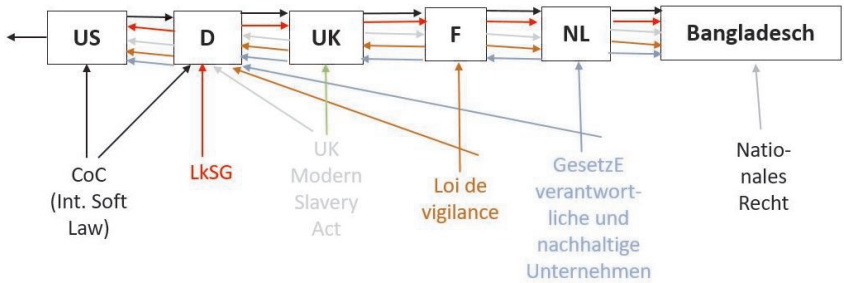 US D UK F NL Bangladesch
CoC
(Int. Soft
Law)
LkSG
UK
Modern
Slavery
Act
Loi de
vigilance
GesetzE
verantwort-
liche und
nachhaltige
Unternehmen
Natio-
nales
Recht